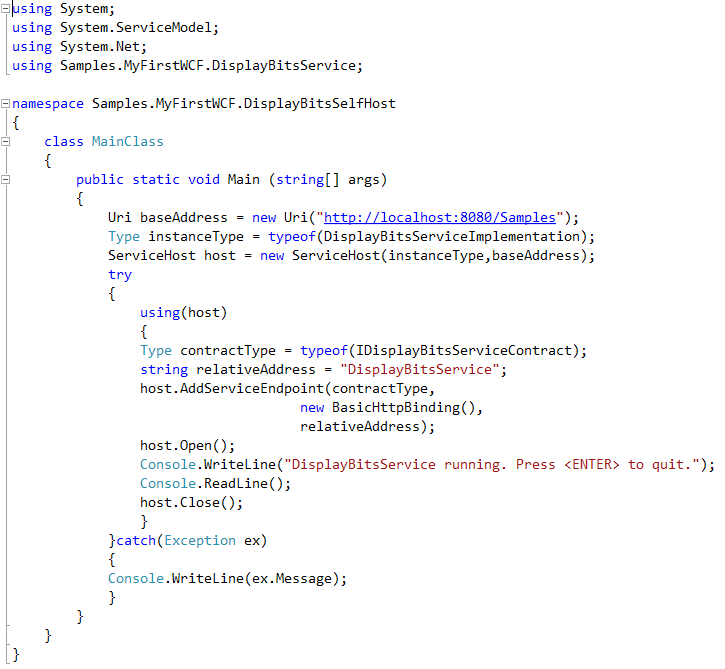 using System;
using System.ServiceModel;
using System.Net;
using Samples.MyFirstWCF.DisplayBitsService;

namespace Samples.MyFirstWCF.DisplayBitsSelfHost
{
    class MainClass
    {
        public static void Main (string[] args)
        {
            Uri baseAddress = new Uri("http://localhost:8080/Samples");
            Type instanceType = typeof(DisplayBitsServiceImplementation);
            ServiceHost host = new ServiceHost(instanceType,baseAddress);
            try
            {
                using(host)
                {
                Type contractType = typeof(IDisplayBitsServiceContract);
                string relativeAddress = "DisplayBitsService";
                host.AddServiceEndpoint(contractType,
                                    new BasicHttpBinding(),
                                    relativeAddress);
                host.Open();
                Console.WriteLine("DisplayBitsService running. Press <ENTER> to quit.");
                Console.ReadLine();
                host.Close();
                }
            }catch(Exception ex)
            {
            Console.WriteLine(ex.Message);
            }
        }
    }
}